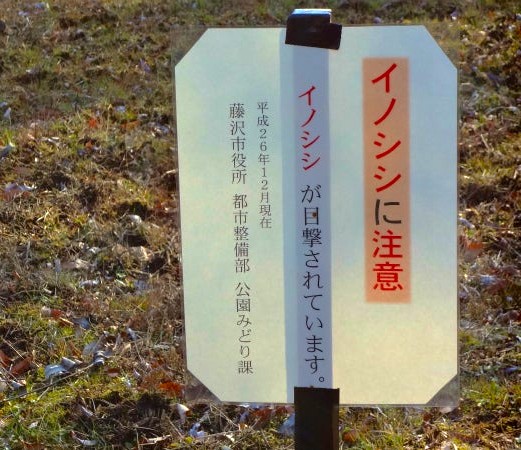 イノシシに注意
イノシシが目撃されています。
平成26年12月現在
藤沢市役所 都市整備部 公園みどり課